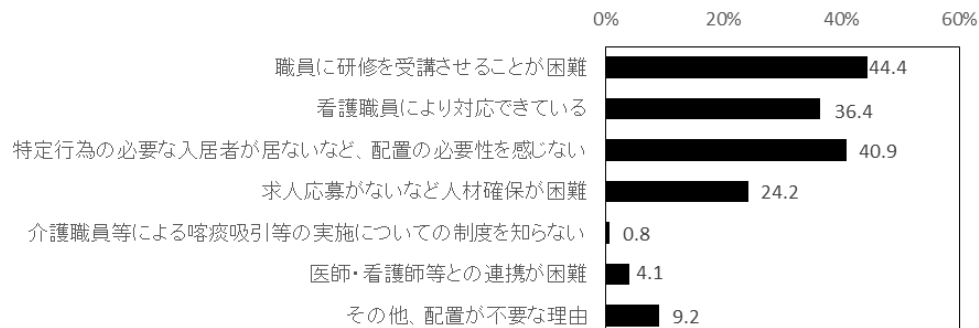 0% 20% 40% 60%
職員に研修を受講させることが困難 44.4
看護職員により対応できている 36.4
特定行為の必要な入居者が居ないなど、配置の必要性を感じない 40.9
求人応募がないなど人材確保が困難 24.2
介護職員等による喀痰吸引等の実施についての制度を知らない 0.8
医師・看護師等との連携が困難 4.1
その他、配置が不要な理由 9.2